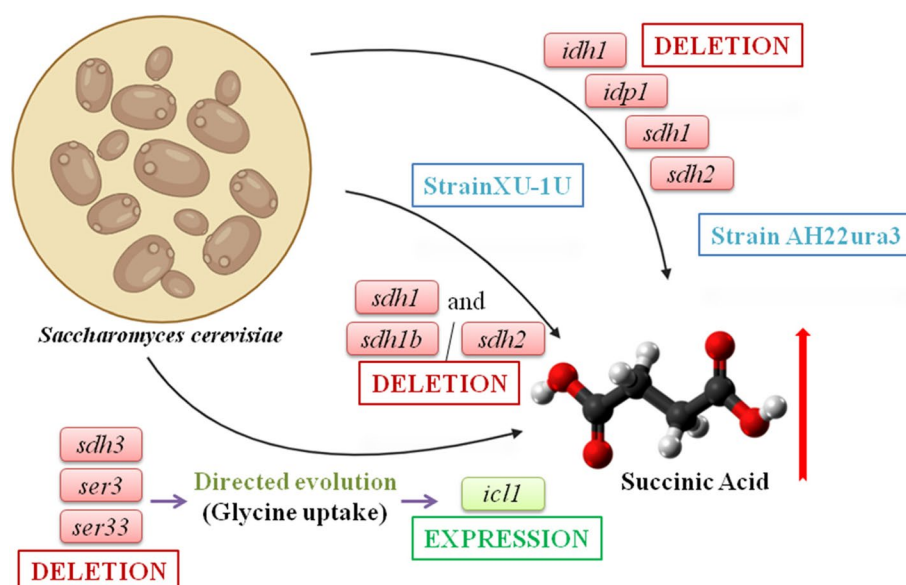 idh1
DELETION
idp1
sdh1
sdh2
StrainXU-1U
Strain AH22ura3
sdh1 and
sdh1b / sdh2
DELETION
Saccharomyces cerevisiae
sdh3
ser3
ser33
DELETION
Directed evolution
(Glycine uptake)
icl1
EXPRESSION
Succinic Acid